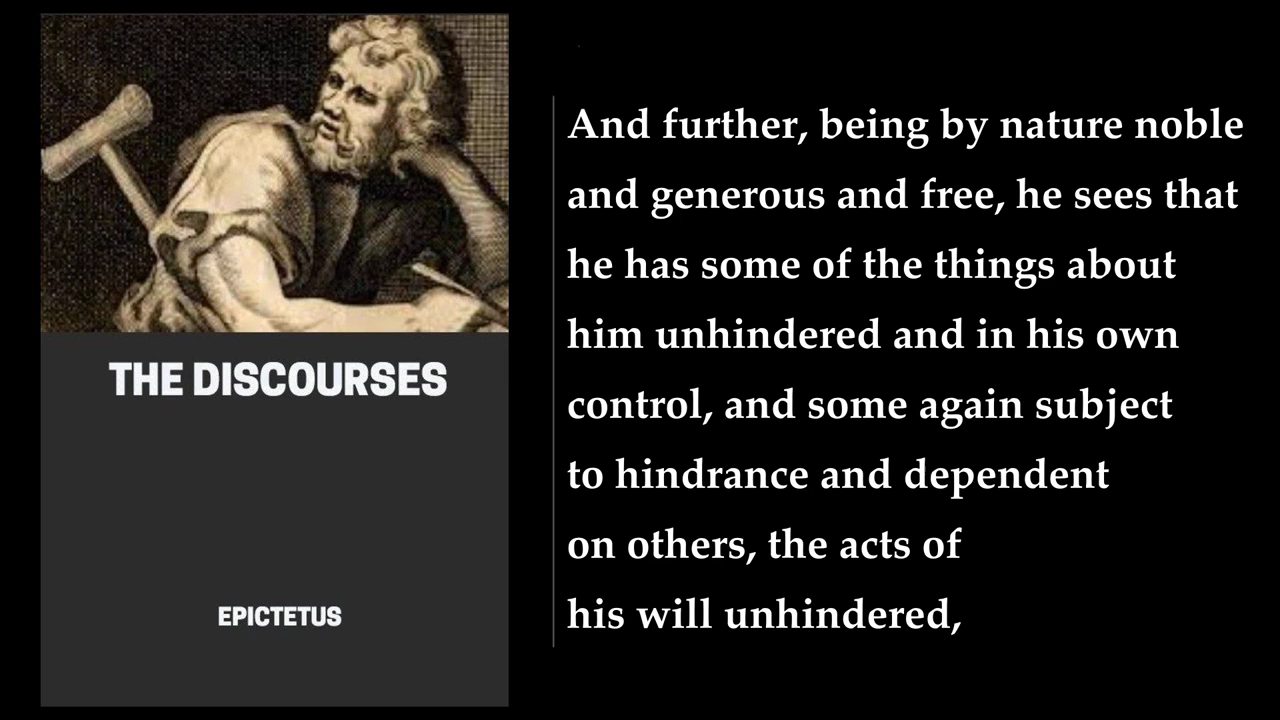 THE DISCOURSES
EPICTETUS
And further, being by nature noble
and generous and free, he sees that
he has some of the things about
him unhindered and in his own
control, and some again subject
to hindrance and dependent
on others, the acts of
his will unhindered,